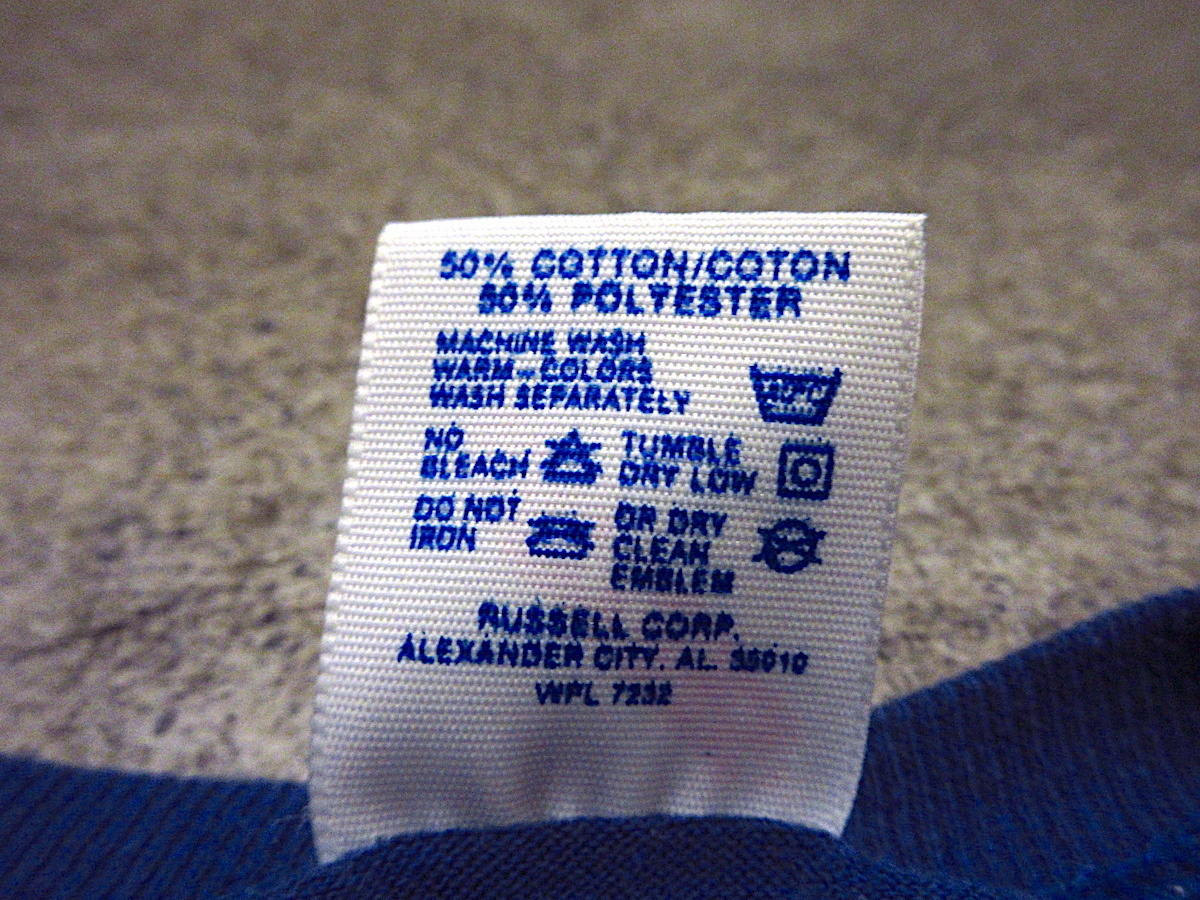 50% COTTON/COTON
50% POLYESTER
MACHINE WASH
WARM-COLORS
WASH SEPARATELY
40°C
NO
BLEACH
TUMBLE
DRY LOW
DO NOT
IRON
OR DRY
CLEAN
EMBLEM
RUSSELL CORP.
ALEXANDER CITY, AL. 35010
WPL 7232